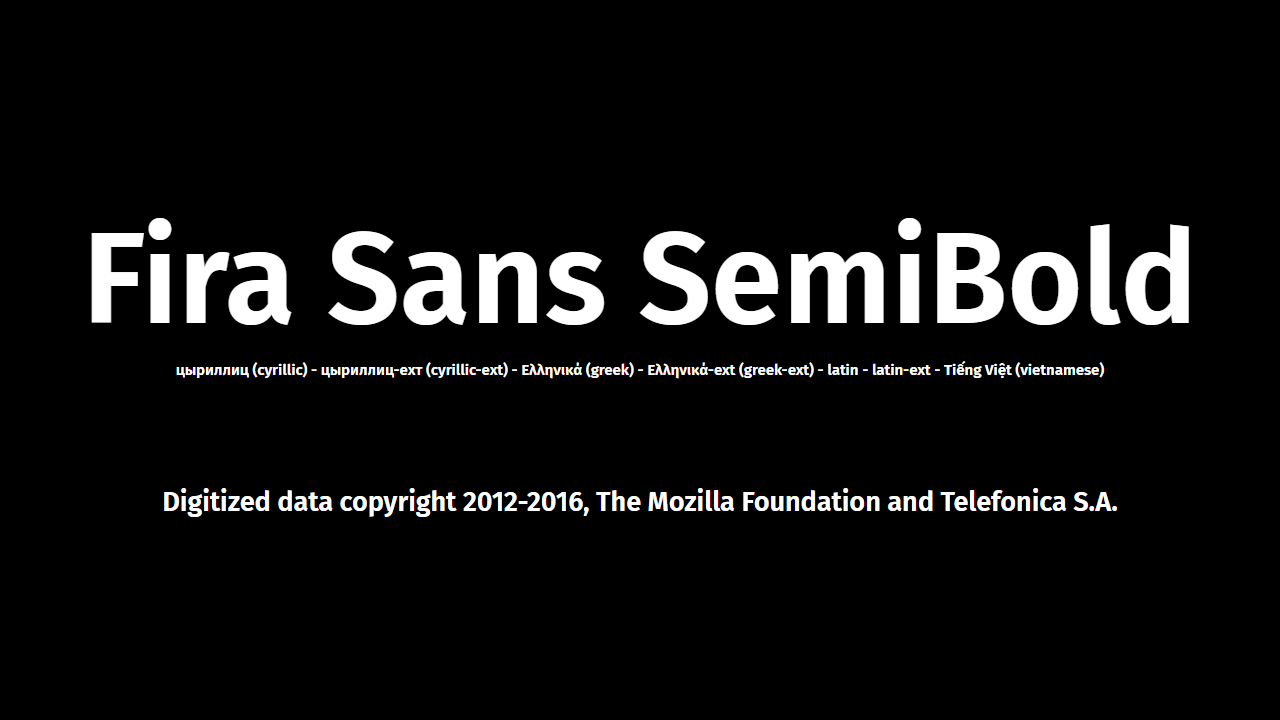 Fira Sans SemiBold
цыриллиц (cyrillic) - цыриллиц-ехт (cyrillic-ext) - Ελληνικά (greek) - Ελληνικά-ext (greek-ext) - latin - latin-ext - Tiếng Việt (vietnamese)
Digitized data copyright 2012-2016, The Mozilla Foundation and Telefonica S.A.